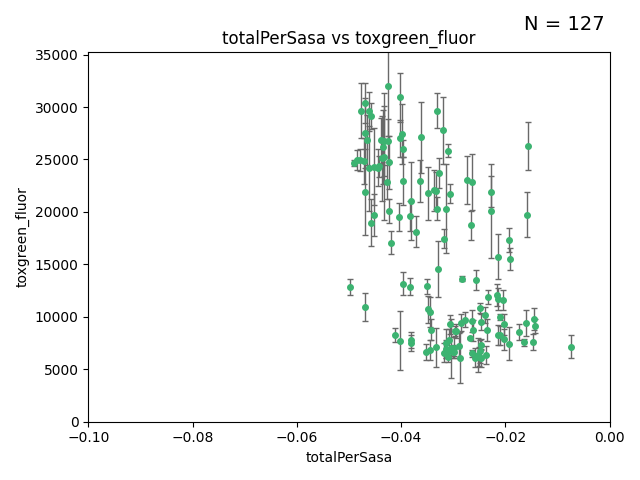 N = 127
totalPerSasa vs toxgreen_fluor
35000
30000
25000
20000
15000
10000
5000
0
toxgreen_fluor
−0.10 −0.08 −0.06 −0.04 −0.02 0.00
totalPerSasa